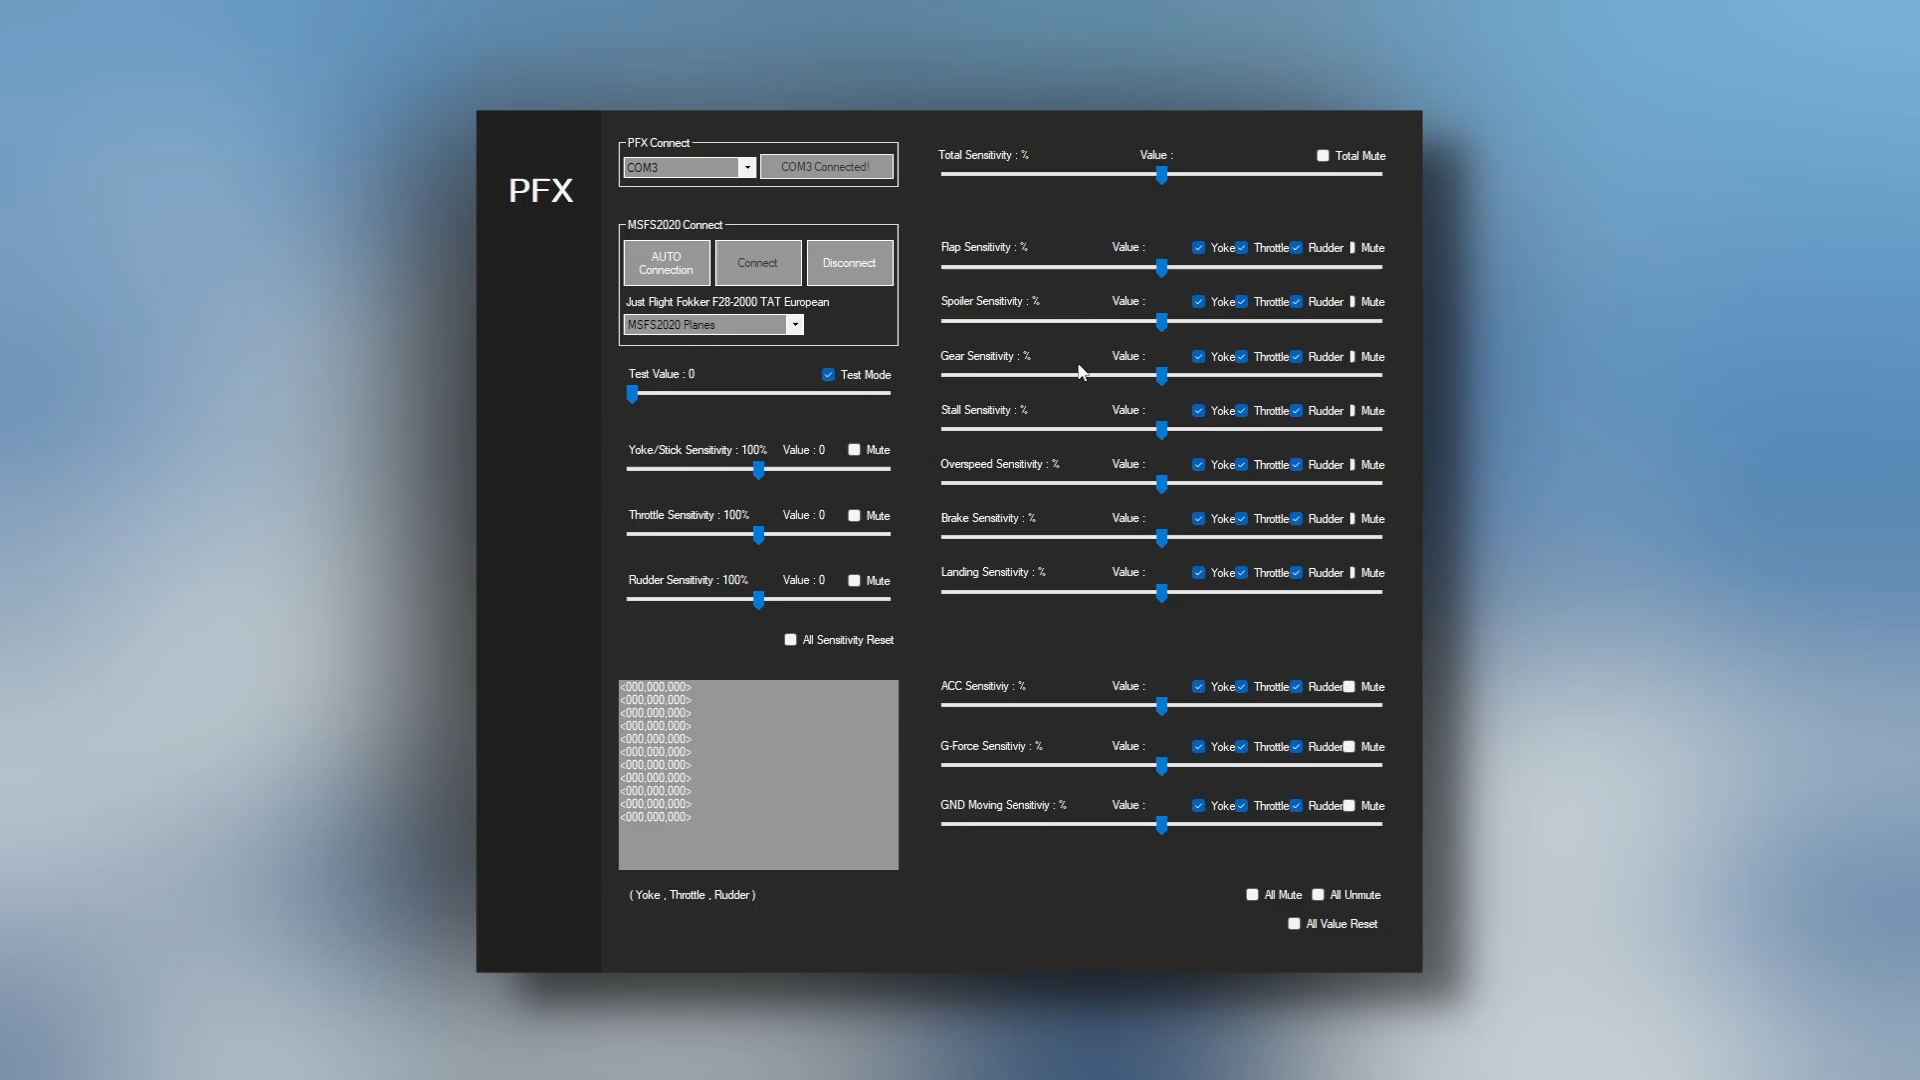 PFX
PFX Connect
COM3
COM3 Connected!
MSFS2020 Connect
AUTO
Connection
Connect
Disconnect
Just Flight Fokker F28-2000 TAT European
MSFS2020 Planes
Test Value : 0
Test Mode
Yoke/Stick Sensitivity : 100% Value : 0 Mute
Throttle Sensitivity : 100% Value : 0 Mute
Rudder Sensitivity : 100% Value : 0 Mute
All Sensitivity Reset
<000,000,000>
<000,000,000>
<000,000,000>
<000,000,000>
<000,000,000>
<000,000,000>
<000,000,000>
<000,000,000>
<000,000,000>
<000,000,000>
<000,000,000>
( Yoke , Throttle , Rudder )
Total Sensitivity : % Value : Total Mute
Flap Sensitivity : % Value : Yoke Throttle Rudder Mute
Spoiler Sensitivity : % Value : Yoke Throttle Rudder Mute
Gear Sensitivity : % Value : Yoke Throttle Rudder Mute
Stall Sensitivity : % Value : Yoke Throttle Rudder Mute
Overspeed Sensitivity : % Value : Yoke Throttle Rudder Mute
Brake Sensitivity : % Value : Yoke Throttle Rudder Mute
Landing Sensitivity : % Value : Yoke Throttle Rudder Mute
ACC Sensitiviy : % Value : Yoke Throttle Rudder Mute
G-Force Sensitiviy : % Value : Yoke Throttle Rudder Mute
GND Moving Sensitiviy : % Value : Yoke Throttle Rudder Mute
All Mute All Unmute
All Value Reset